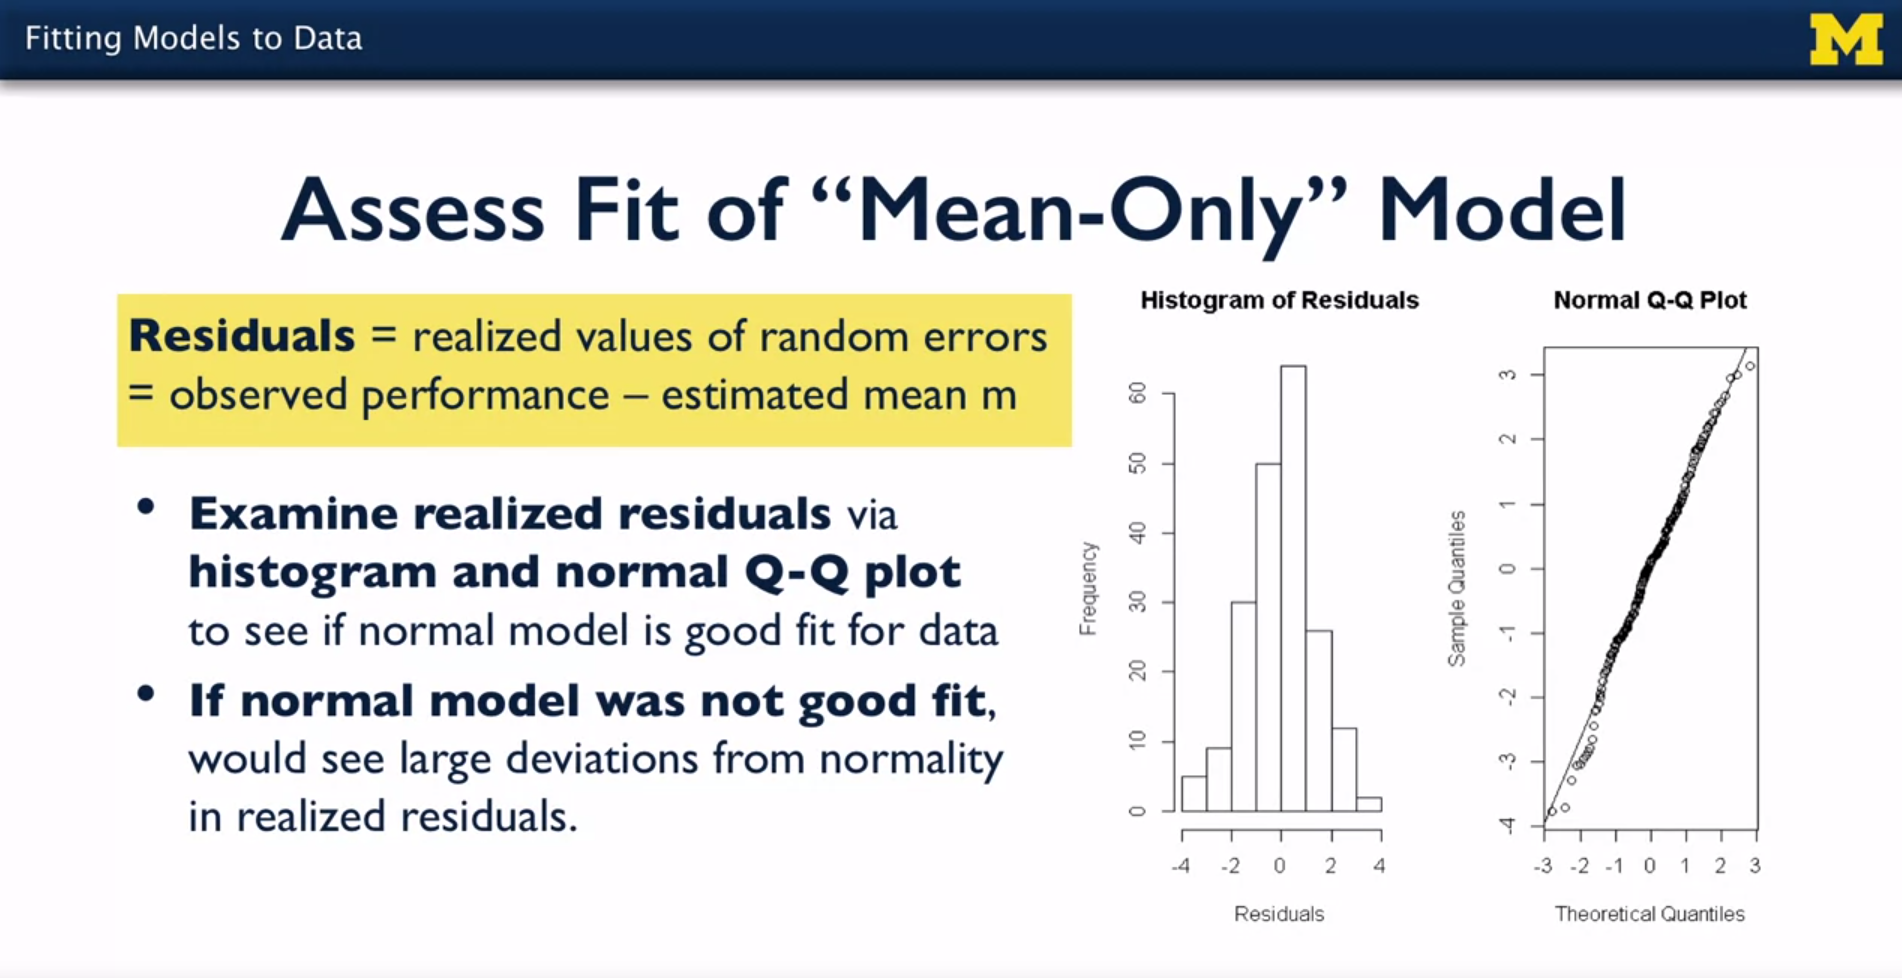 Fitting Models to Data
M
Assess Fit of “Mean-Only” Model
Residuals = realized values of random errors
= observed performance – estimated mean m
• Examine realized residuals via
histogram and normal Q-Q plot
to see if normal model is good fit for data
• If normal model was not good fit,
would see large deviations from normality
in realized residuals.
Histogram of Residuals
Frequency
60
50
40
30
20
10
0
-4 -2 0 2 4
Residuals
Normal Q-Q Plot
Sample Quantiles
3
2
1
0
-1
-2
-3
-4
-3 -2 -1 0 1 2 3
Theoretical Quantiles